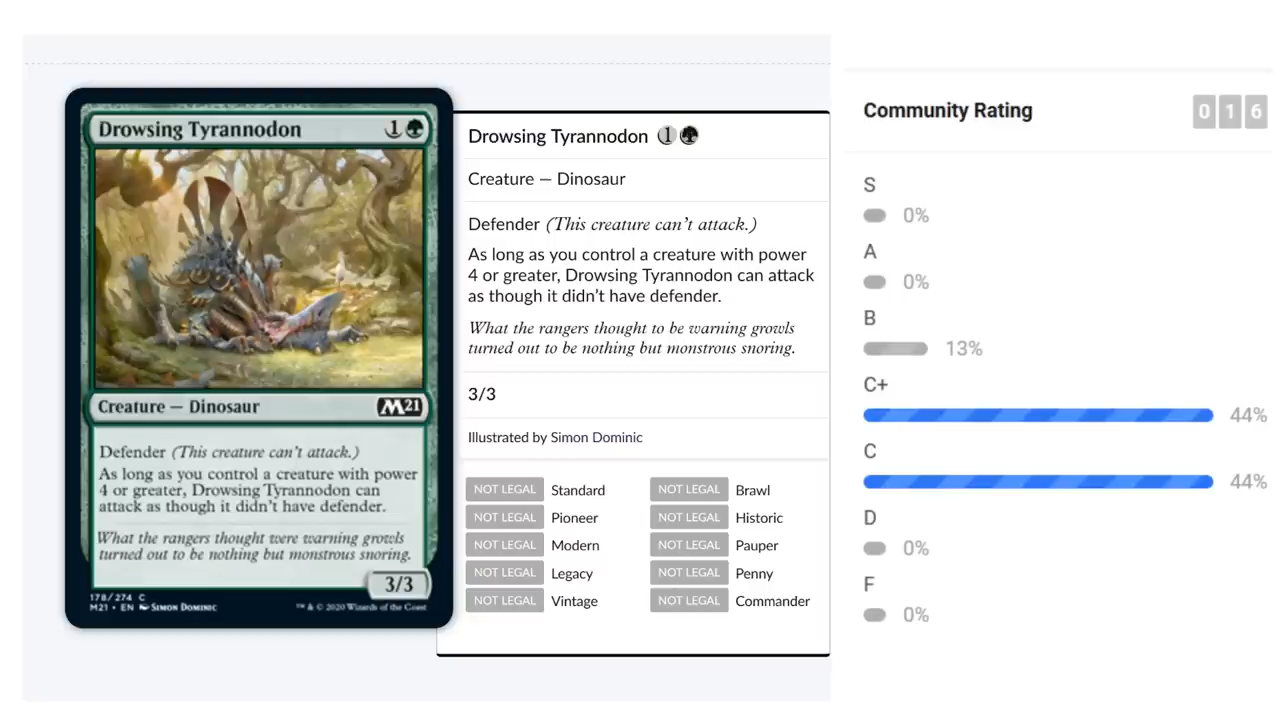 Drowsing Tyrannodon 1
Creature — Dinosaur
M21
Defender (This creature can't attack.)
As long as you control a creature with power
4 or greater, Drowsing Tyrannodon can
attack as though it didn't have defender.
What the rangers thought were warning growls
turned out to be nothing but monstrous snoring.
3/3
178/274 C
M21 • EN Simon Dominic
™ & © 2020 Wizards of the Coast
Drowsing Tyrannodon 1
Creature — Dinosaur
Defender (This creature can't attack.)
As long as you control a creature with power
4 or greater, Drowsing Tyrannodon can attack
as though it didn't have defender.
What the rangers thought to be warning growls
turned out to be nothing but monstrous snoring.
3/3
Illustrated by Simon Dominic
NOT LEGAL Standard NOT LEGAL Brawl
NOT LEGAL Pioneer NOT LEGAL Historic
NOT LEGAL Modern NOT LEGAL Pauper
NOT LEGAL Legacy NOT LEGAL Penny
NOT LEGAL Vintage NOT LEGAL Commander
Community Rating 0 1 6
S
0%
A
0%
B
13%
C+
44%
C
44%
D
0%
F
0%